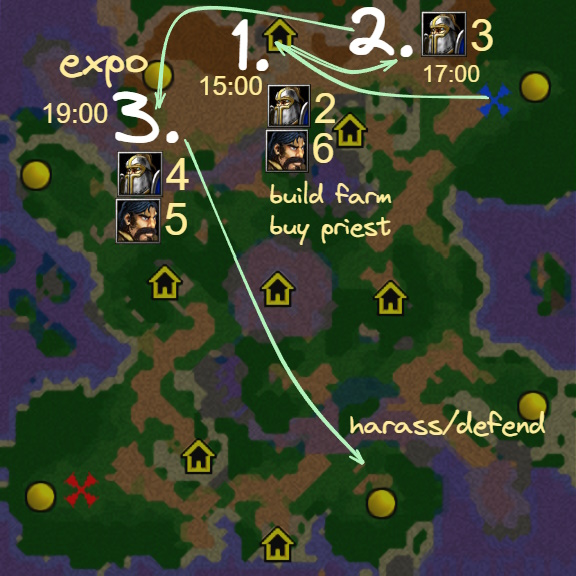 1.
2.
3
expo
15:00
17:00
19:00
3.
2
6
4
5
build farm
buy priest
harass/defend